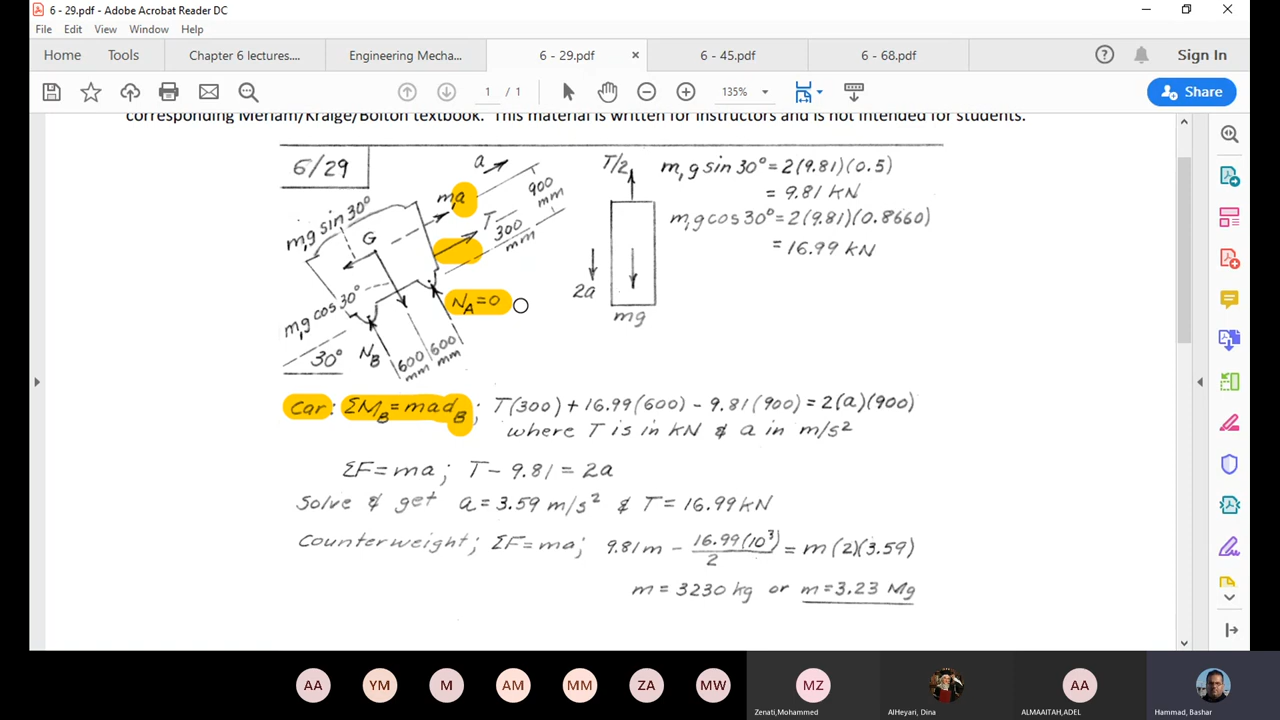 6 - 29.pdf - Adobe Acrobat Reader DC
File Edit View Window Help
Home Tools Chapter 6 lectures.... Engineering Mecha... 6 - 29.pdf × 6 - 45.pdf 6 - 68.pdf Sign In
1 / 1 135% Share
corresponding Meriam/Kraige/Bolton textbook. This material is written for instructors and is not intended for students.
6/29
a
m₁a
900 mm
T
300 mm
m₁g sin 30°
G
m₁g cos 30°
N_A = 0
30°
N_B
600 mm
600 mm
T/2
2a
mg
m₁g sin 30° = 2(9.81)(0.5)
= 9.81 kN
m₁g cos 30° = 2(9.81)(0.8660)
= 16.99 kN
Car: ΣM_B = mad_B ; T(300) + 16.99(600) - 9.81(900) = 2(a)(900)
where T is in kN & a in m/s²
ΣF = ma; T - 9.81 = 2a
Solve & get a = 3.59 m/s² & T = 16.99 kN
Counterweight; ΣF = ma; 9.81m - 16.99(10³)/2 = m(2)(3.59)
m = 3230 kg or m = 3.23 Mg
AA YM M AM MM ZA MW MZ AA
Zenati,Mohammed AlHeyari, Dina ALMAAITAH,ADEL Hammad, Bashar